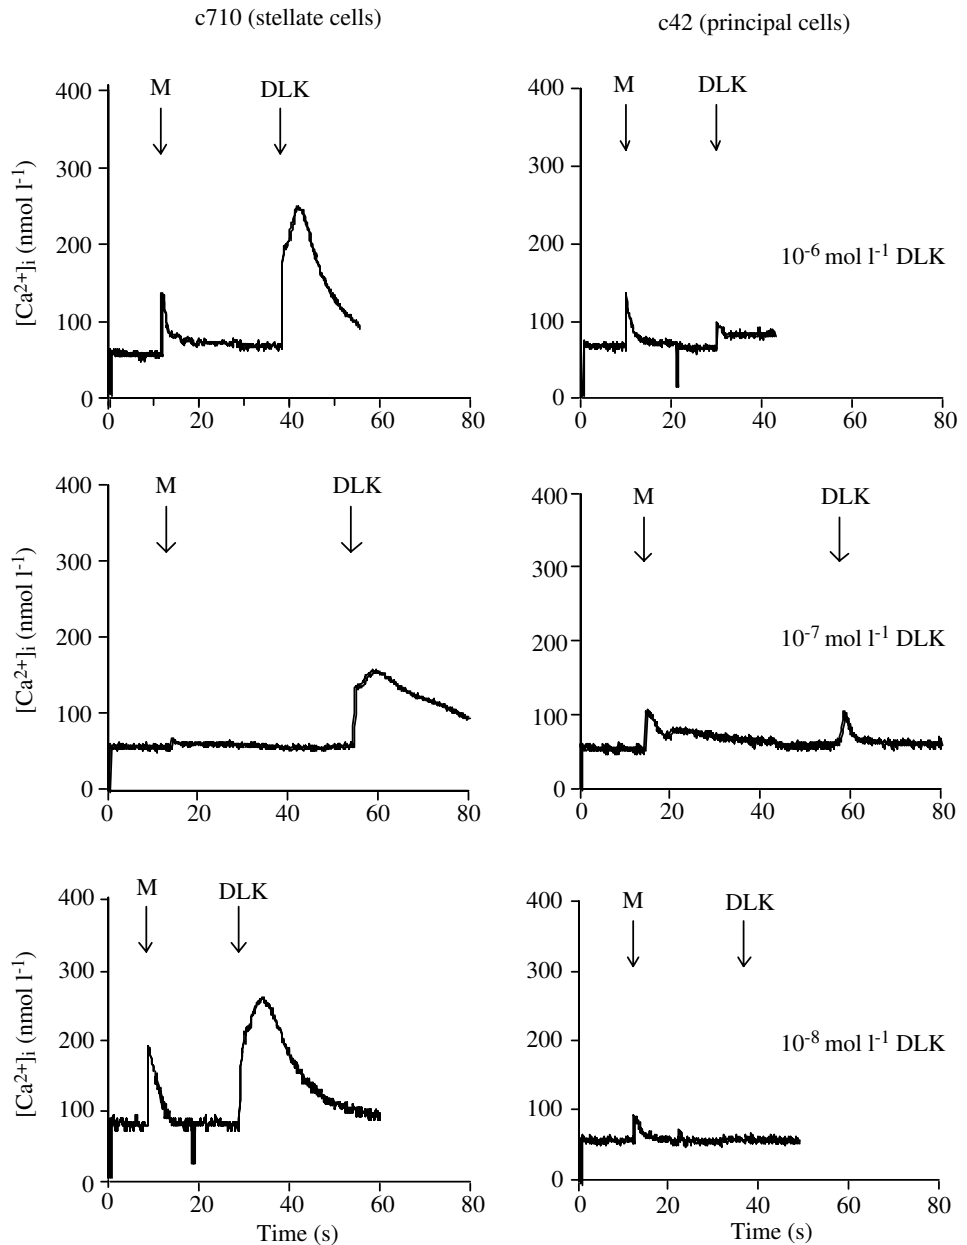 c710 (stellate cells)
c42 (principal cells)
M
DLK
[Ca²⁺]ᵢ (nmol l⁻¹)
400
300
200
100
0
0
20
40
60
80
M
DLK
400
300
200
100
0
0
20
40
60
80
10⁻⁶ mol l⁻¹ DLK
M
DLK
[Ca²⁺]ᵢ (nmol l⁻¹)
400
300
200
100
0
0
20
40
60
80
M
DLK
400
300
200
100
0
0
20
40
60
80
10⁻⁷ mol l⁻¹ DLK
M
DLK
[Ca²⁺]ᵢ (nmol l⁻¹)
400
300
200
100
0
0
20
40
60
80
Time (s)
M
DLK
400
300
200
100
0
0
20
40
60
80
10⁻⁸ mol l⁻¹ DLK
Time (s)